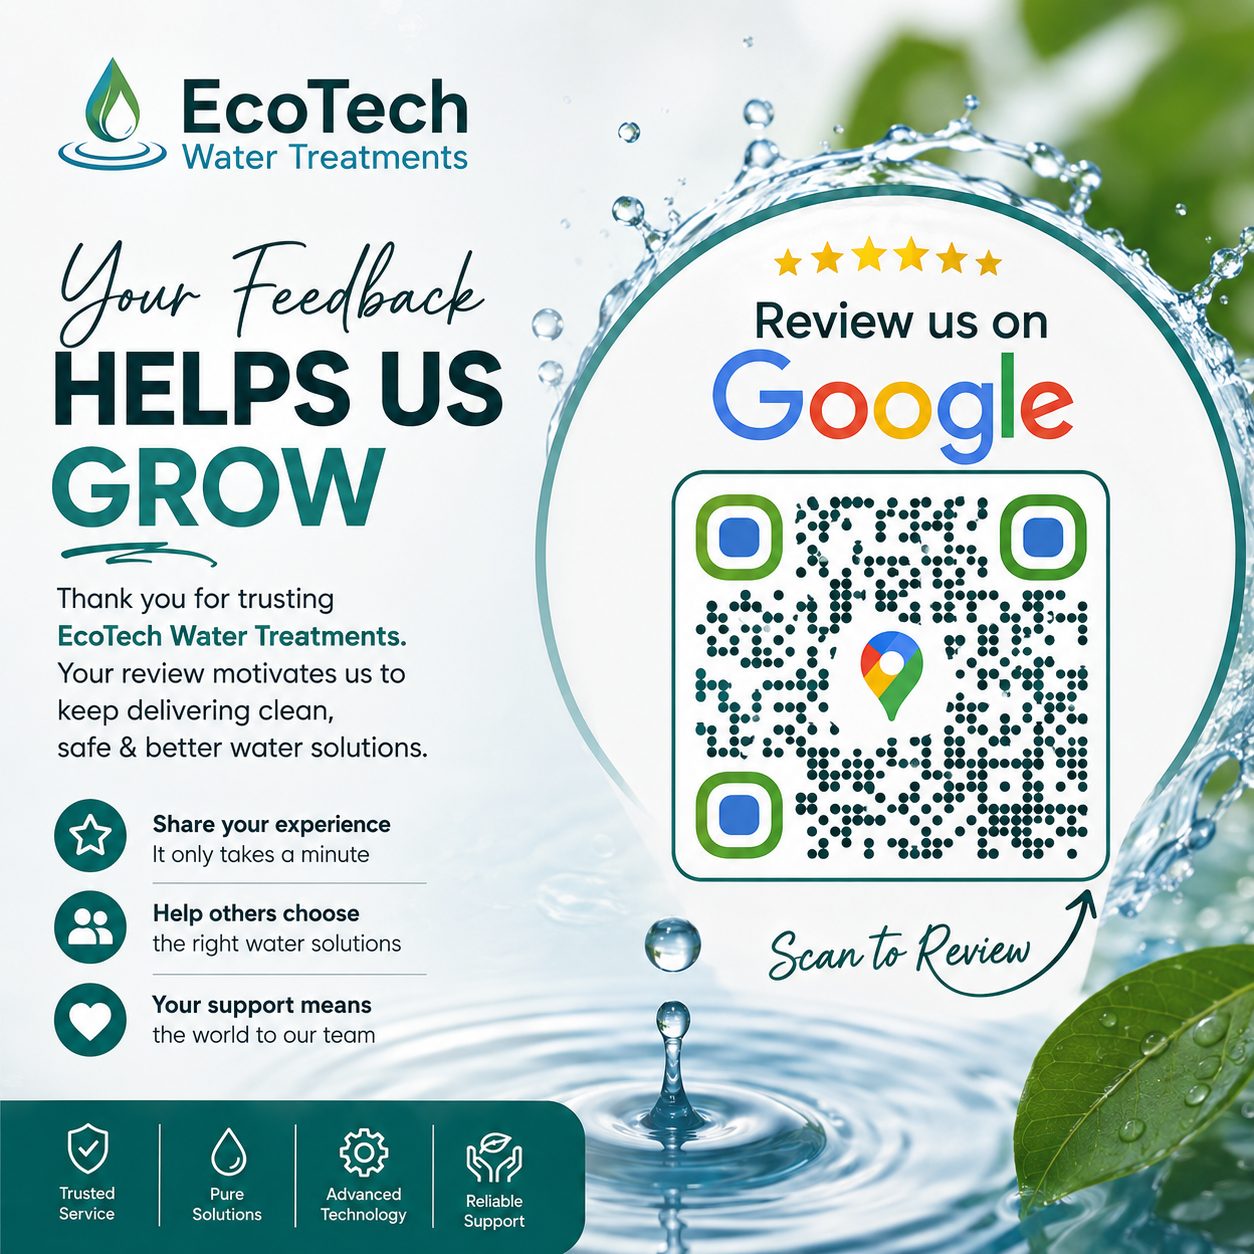 EcoTech
Water Treatments
Your Feedback
HELPS US
GROW
Thank you for trusting
EcoTech Water Treatments.
Your review motivates us to
keep delivering clean,
safe & better water solutions.
Share your experience
It only takes a minute
Help others choose
the right water solutions
Your support means
the world to our team
Trusted
Service
Pure
Solutions
Advanced
Technology
Reliable
Support
Review us on
Google
Scan to Review